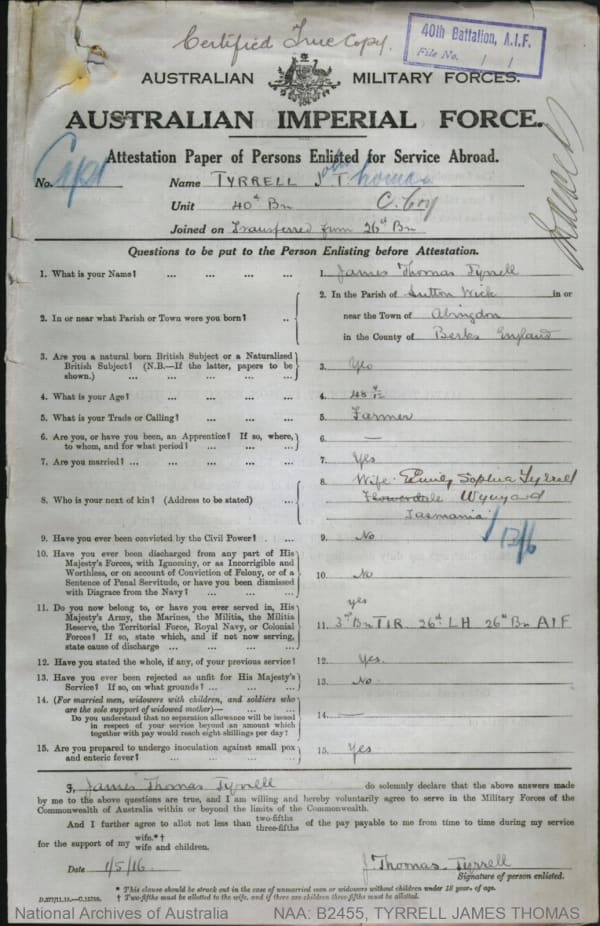 Certified True Copy.
40th Battalion, A.I.F.
File No. / /
AUSTRALIAN MILITARY FORCES.
AUSTRALIAN IMPERIAL FORCE.
Attestation Paper of Persons Enlisted for Service Abroad.
No. Capt Name TYRRELL J T homas
Unit 40th Bn C. Coy
Joined on Transferred from 26th Bn
Questions to be put to the Person Enlisting before Attestation.
1. What is your Name? ... ... ... ... 1. James Thomas Tyrrell
2. In or near what Parish or Town were you born? ... 2. In the Parish of Sutton Wick in or
near the Town of Abingdon
in the County of Berks England
3. Are you a natural born British Subject or a Naturalized
British Subject? (N.B.—If the latter, papers to be
shown.) ... ... ... ... ... 3. Yes
4. What is your Age? ... ... ... ... 4. 48
5. What is your Trade or Calling? ... ... ... 5. Farmer
6. Are you, or have you been, an Apprentice? If so, where,
to whom, and for what period? ... ... ... 6. —
7. Are you married? ... ... ... ... ... 7. Yes
8. Who is your next of kin? (Address to be stated) ... 8. Wife Emily Sophia Tyrrell
Flowerdale Wynyard
Tasmania
9. Have you ever been convicted by the Civil Power? . ... 9. No
10. Have you ever been discharged from any part of His
Majesty's Forces, with Ignominy, or as Incorrigible and
Worthless, or on account of Conviction of Felony, or of a
Sentence of Penal Servitude, or have you been dismissed
with Disgrace from the Navy? ... ... ... 10. No
11. Do you now belong to, or have you ever served in, His
Majesty's Army, the Marines, the Militia, the Militia
Reserve, the Territorial Force, Royal Navy, or Colonial
Forces? If so, state which, and if not now serving,
state cause of discharge ... ... ... ... yes
11. 3rd Bn TIR 26th LH 26th Bn AIF
12. Have you stated the whole, if any, of your previous service? 12. Yes.
13. Have you ever been rejected as unfit for His Majesty's
Service? If so, on what grounds? ... ... ... 13. No
14. (For married men, widowers with children, and soldiers who
are the sole support of widowed mother)— ... ...
Do you understand that no separation allowance will be issued
in respect of your service beyond an amount which
together with pay would reach eight shillings per day? 14. —
15. Are you prepared to undergo inoculation against small pox
and enteric fever? ... ... ... ... 15. Yes
I, James Thomas Tyrrell do solemnly declare that the above answers made
by me to the above questions are true, and I am willing and hereby voluntarily agree to serve in the Military Forces of the
Commonwealth of Australia within or beyond the limits of the Commonwealth.
And I further agree to allot not less than two-fifths three-fifths of the pay payable to me from time to time during my service
for the support of my wife.*† wife and children.
Date 1/5/16. J. Thomas Tyrrell
Signature of person enlisted.
* This clause should be struck out in the case of unmarried men or widowers without children under 18 years of age.
† Two-fifths must be allotted to the wife, and if there are children three-fifths must be allotted.
National Archives of Australia NAA: B2455, TYRRELL JAMES THOMAS